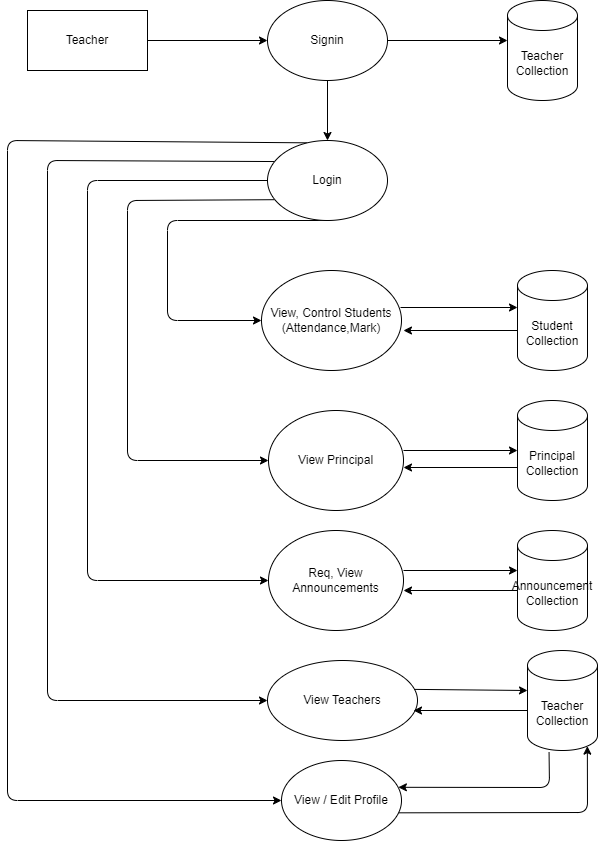 Teacher
Signin
Teacher
Collection
Login
View, Control Students
(Attendance,Mark)
Student
Collection
View Principal
Principal
Collection
Req, View
Announcements
Announcement
Collection
View Teachers
Teacher
Collection
View / Edit Profile